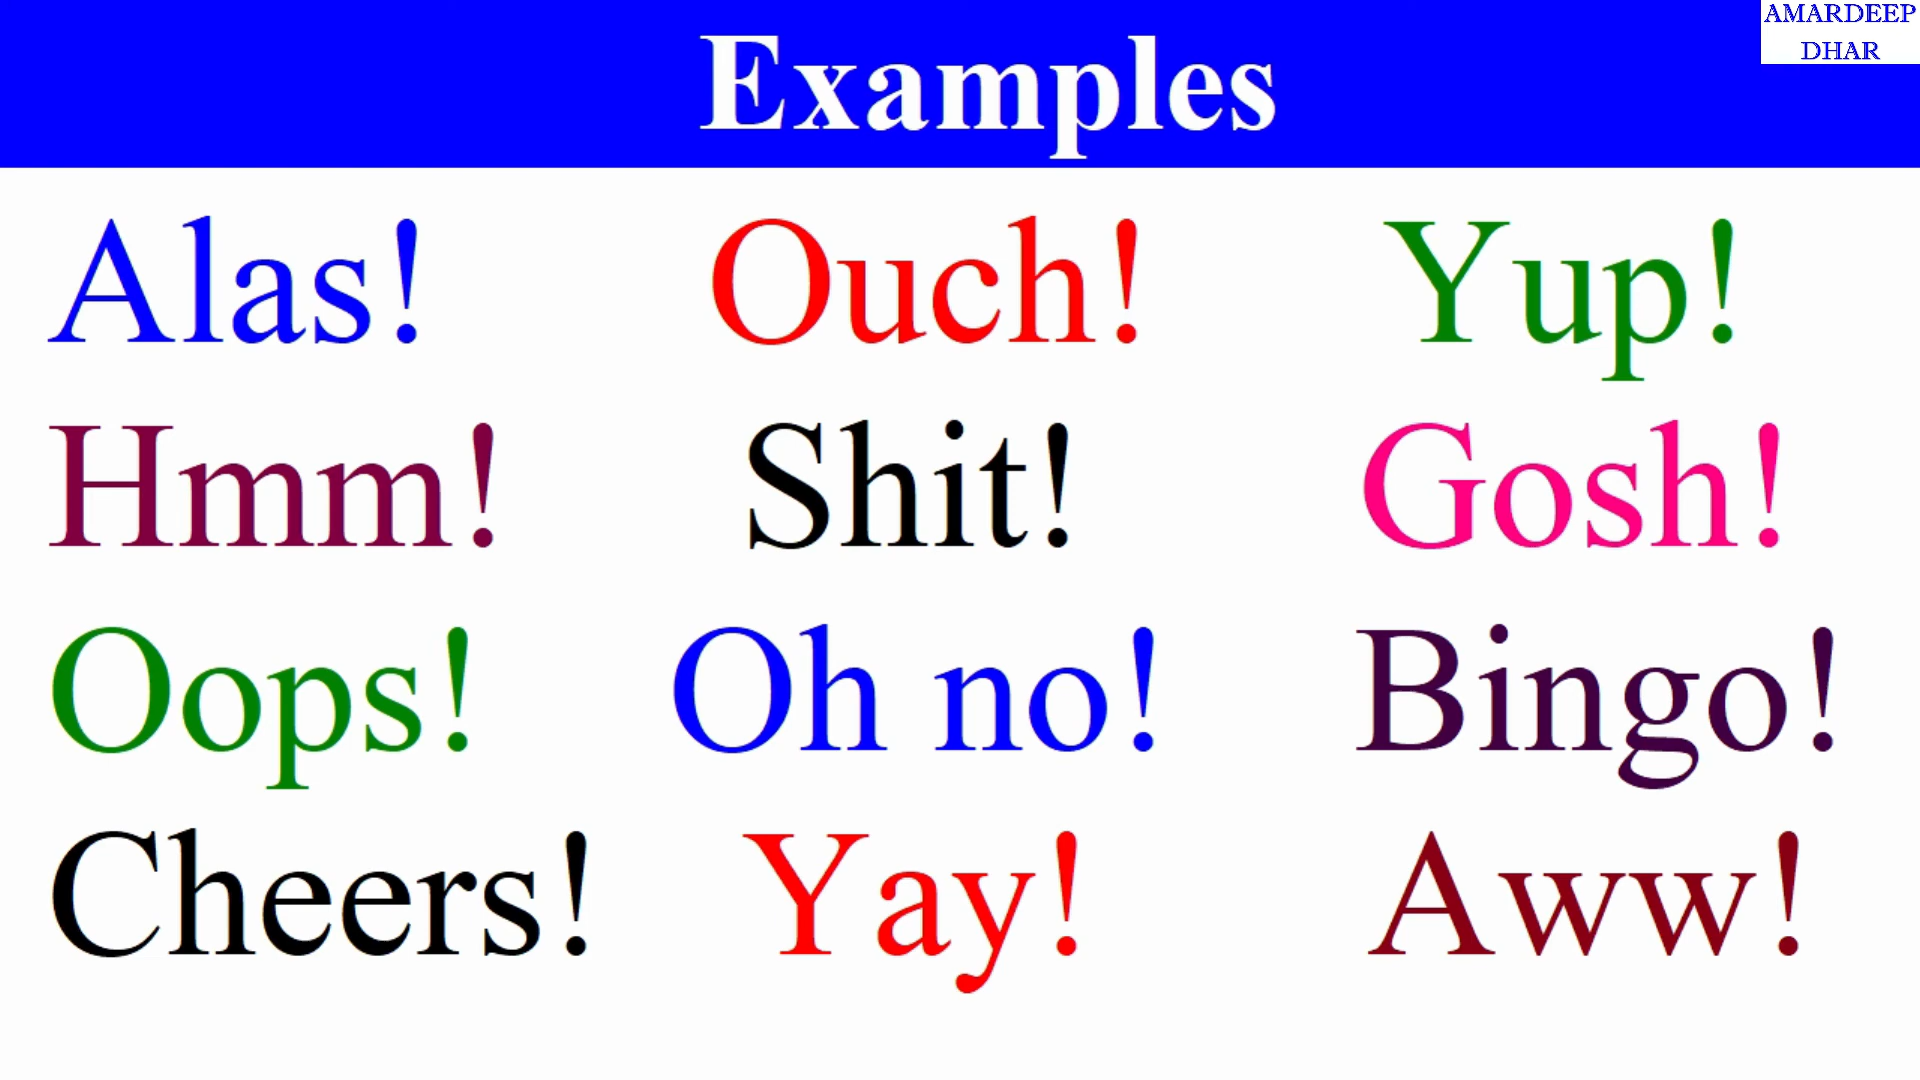 Examples
AMARDEEP
DHAR
Alas! Ouch! Yup!
Hmm! Shit! Gosh!
Oops! Oh no! Bingo!
Cheers! Yay! Aww!